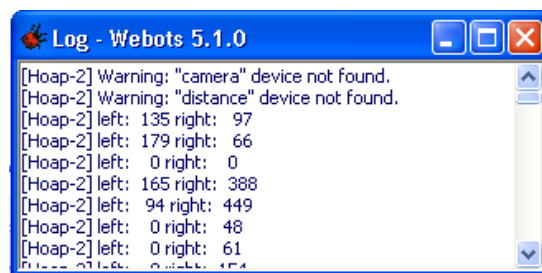 Log - Webots 5.1.0
[Hoap-2] Warning: "camera" device not found.
[Hoap-2] Warning: "distance" device not found.
[Hoap-2] left:  135 right:   97
[Hoap-2] left:  179 right:   66
[Hoap-2] left:    0 right:    0
[Hoap-2] left:  165 right:  388
[Hoap-2] left:   94 right:  449
[Hoap-2] left:    0 right:   48
[Hoap-2] left:    0 right:   61